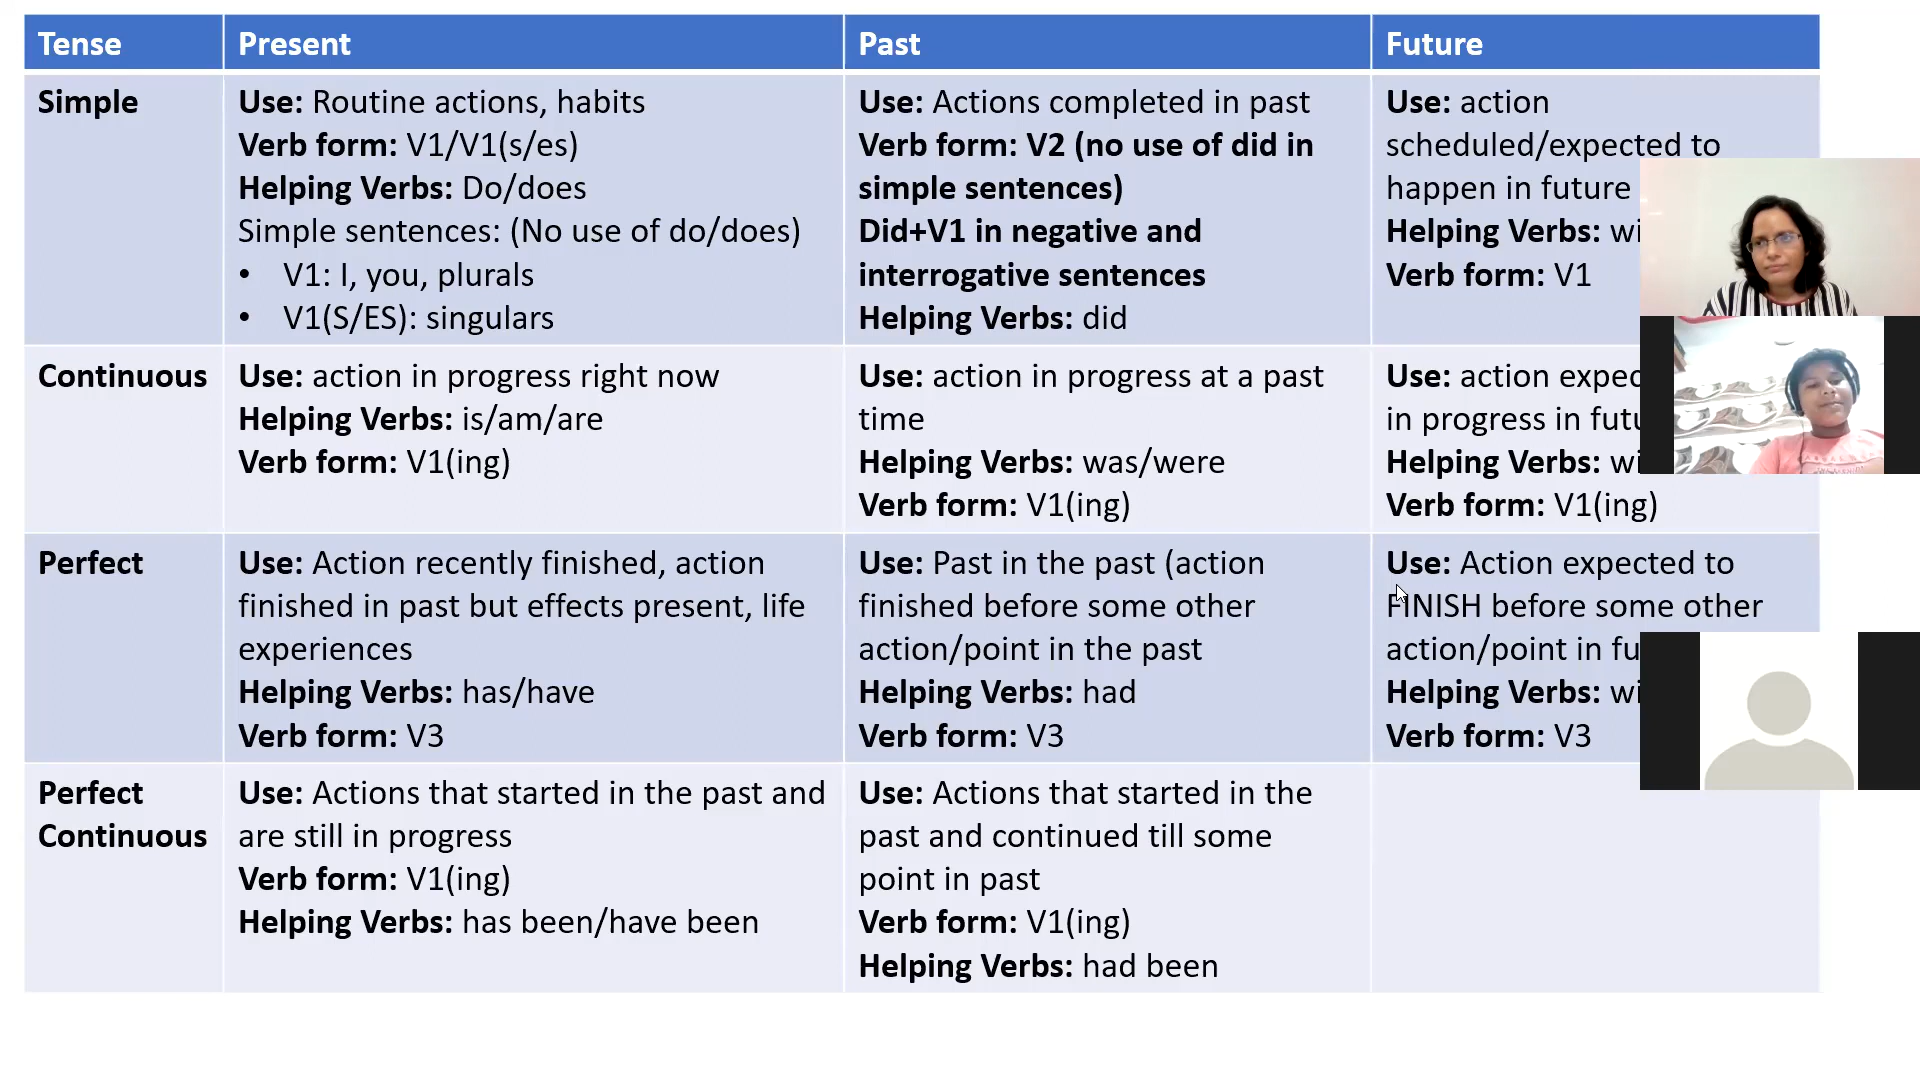 Tense Present Past Future
Simple
Use: Routine actions, habits
Verb form: V1/V1(s/es)
Helping Verbs: Do/does
Simple sentences: (No use of do/does)
• V1: I, you, plurals
• V1(S/ES): singulars
Use: Actions completed in past
Verb form: V2 (no use of did in
simple sentences)
Did+V1 in negative and
interrogative sentences
Helping Verbs: did
Use: action
scheduled/expected to
happen in future
Helping Verbs:
Verb form: V1
Continuous
Use: action in progress right now
Helping Verbs: is/am/are
Verb form: V1(ing)
Use: action in progress at a past
time
Helping Verbs: was/were
Verb form: V1(ing)
Use: action
in progress in
Helping Verbs:
Verb form: V1(ing)
Perfect
Use: Action recently finished, action
finished in past but effects present, life
experiences
Helping Verbs: has/have
Verb form: V3
Use: Past in the past (action
finished before some other
action/point in the past
Helping Verbs: had
Verb form: V3
Use: Action expected to
FINISH before some other
action/point in
Helping Verbs:
Verb form: V3
Perfect
Continuous
Use: Actions that started in the past and
are still in progress
Verb form: V1(ing)
Helping Verbs: has been/have been
Use: Actions that started in the
past and continued till some
point in past
Verb form: V1(ing)
Helping Verbs: had been